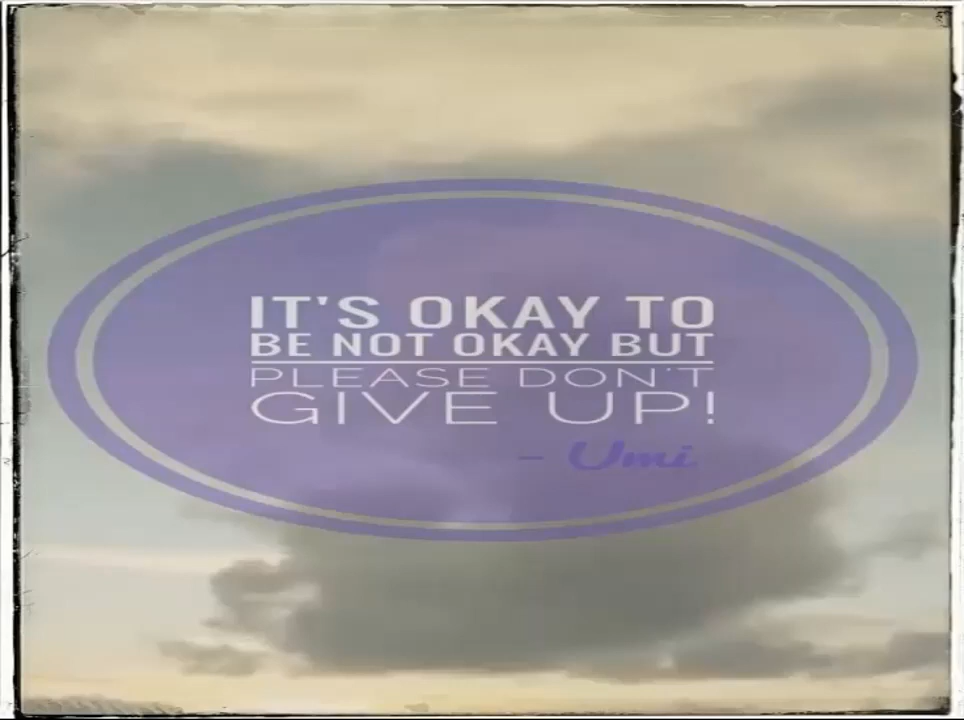 IT'S OKAY TO
BE NOT OKAY BUT
PLEASE DON'T
GIVE UP!
- Umi